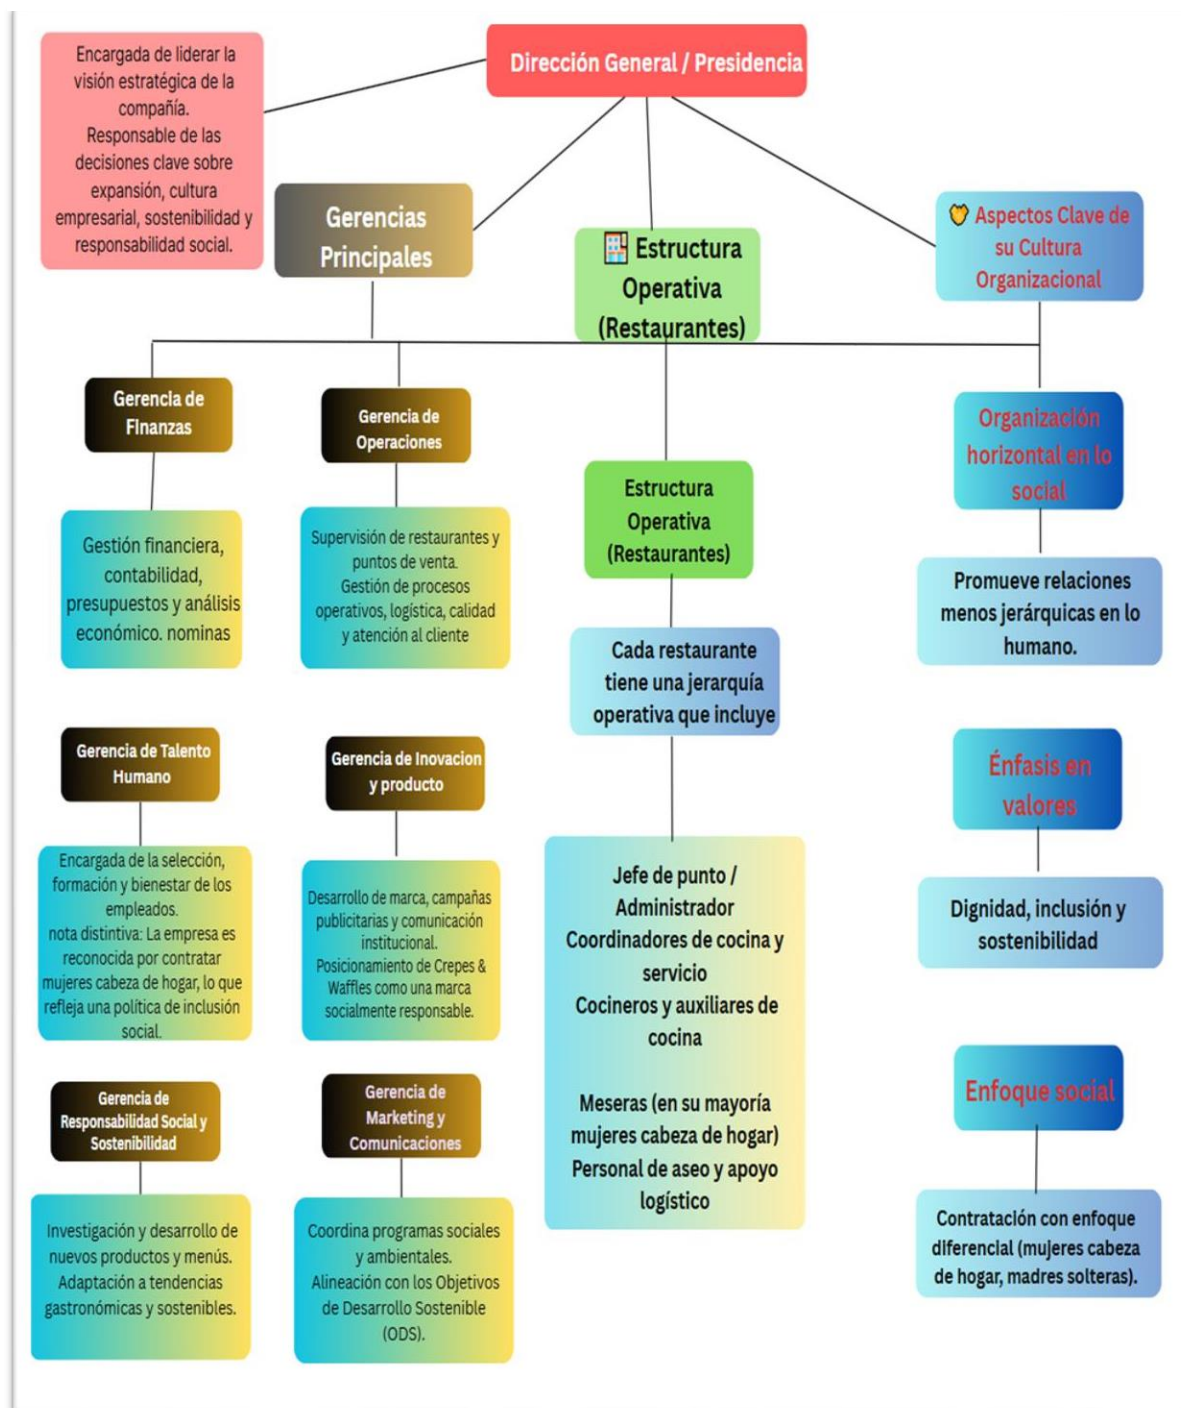 Dirección General / Presidencia
Encargada de liderar la
visión estratégica de la
compañía.
Responsable de las
decisiones clave sobre
expansión, cultura
empresarial, sostenibilidad y
responsabilidad social.
Gerencias
Principales
Estructura
Operativa
(Restaurantes)
Aspectos Clave de
su Cultura
Organizacional
Gerencia de
Finanzas
Gestión financiera,
contabilidad,
presupuestos y análisis
económico. nominas
Gerencia de
Operaciones
Supervisión de restaurantes y
puntos de venta.
Gestión de procesos
operativos, logística, calidad
y atención al cliente
Estructura
Operativa
(Restaurantes)
Cada restaurante
tiene una jerarquía
operativa que incluye
Organización
horizontal en lo
social
Promueve relaciones
menos jerárquicas en lo
humano.
Gerencia de Talento
Humano
Encargada de la selección,
formación y bienestar de los
empleados.
nota distintiva: La empresa es
reconocida por contratar
mujeres cabeza de hogar, lo que
refleja una política de inclusión
social.
Gerencia de Inovacion
y producto
Desarrollo de marca, campañas
publicitarias y comunicación
institucional.
Posicionamiento de Crepes &
Waffles como una marca
socialmente responsable.
Jefe de punto /
Administrador
Coordinadores de cocina y
servicio
Cocineros y auxiliares de
cocina
Meseras (en su mayoría
mujeres cabeza de hogar)
Personal de aseo y apoyo
logístico
Énfasis en
valores
Dignidad, inclusión y
sostenibilidad
Gerencia de
Responsabilidad Social y
Sostenibilidad
Investigación y desarrollo de
nuevos productos y menús.
Adaptación a tendencias
gastronómicas y sostenibles.
Gerencia de
Marketing y
Comunicaciones
Coordina programas sociales
y ambientales.
Alineación con los Objetivos
de Desarrollo Sostenible
(ODS).
Enfoque social
Contratación con enfoque
diferencial (mujeres cabeza
de hogar, madres solteras).